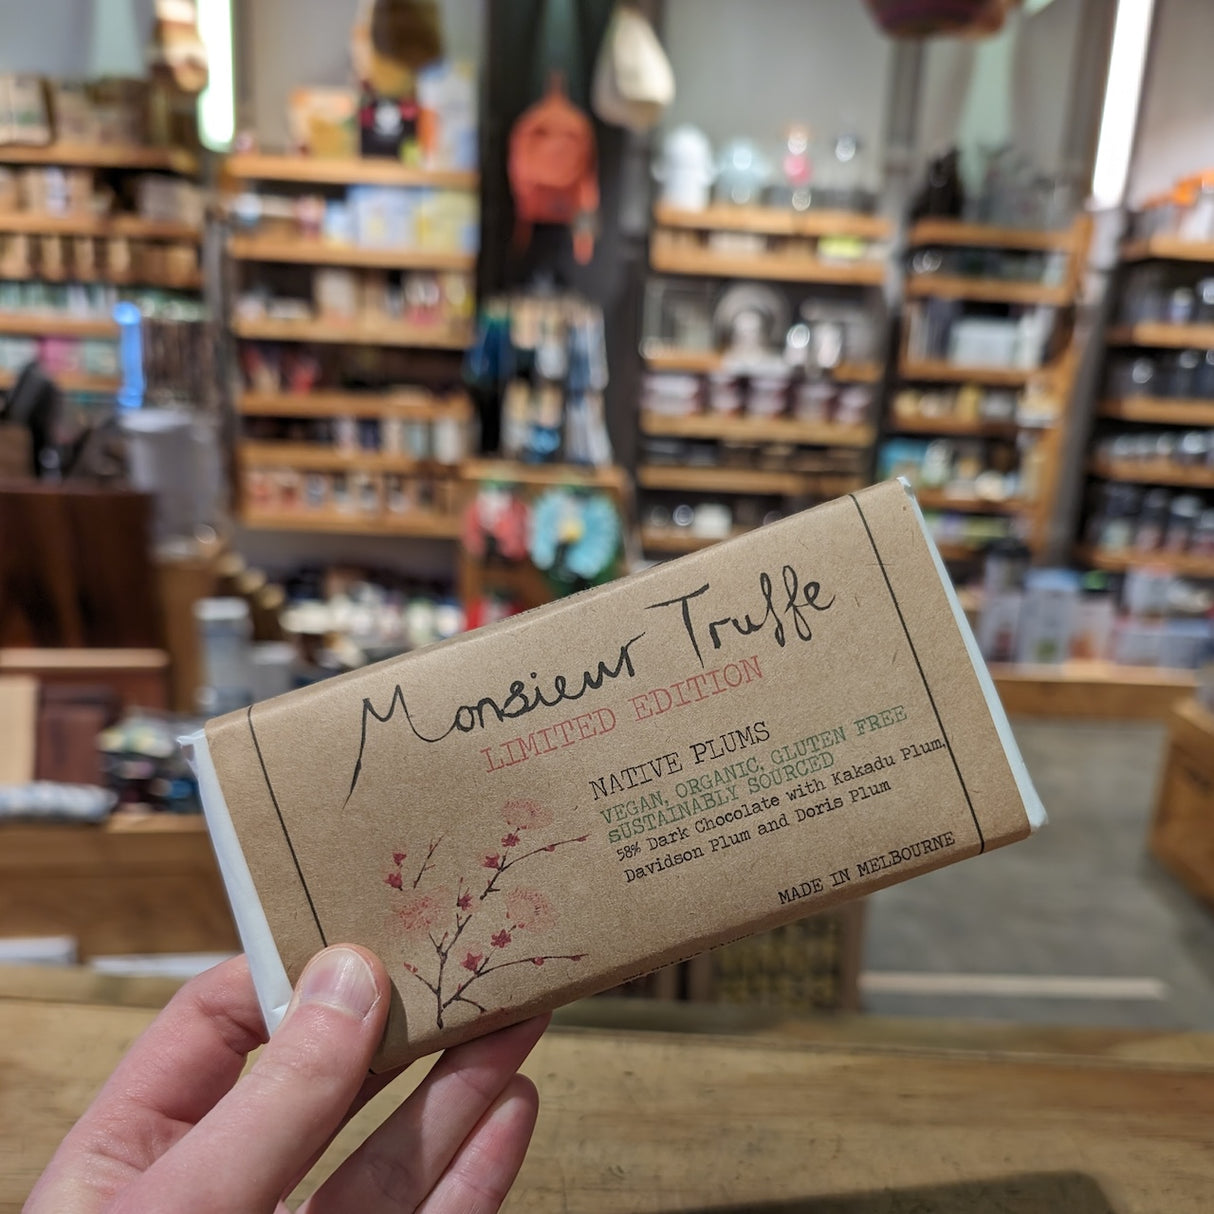 Monsieur Truffe
LIMITED EDITION
NATIVE PLUMS
VEGAN, ORGANIC, GLUTEN FREE
SUSTAINABLY SOURCED
58% Dark Chocolate with Kakadu Plum,
Davidson Plum and Doris Plum
MADE IN MELBOURNE